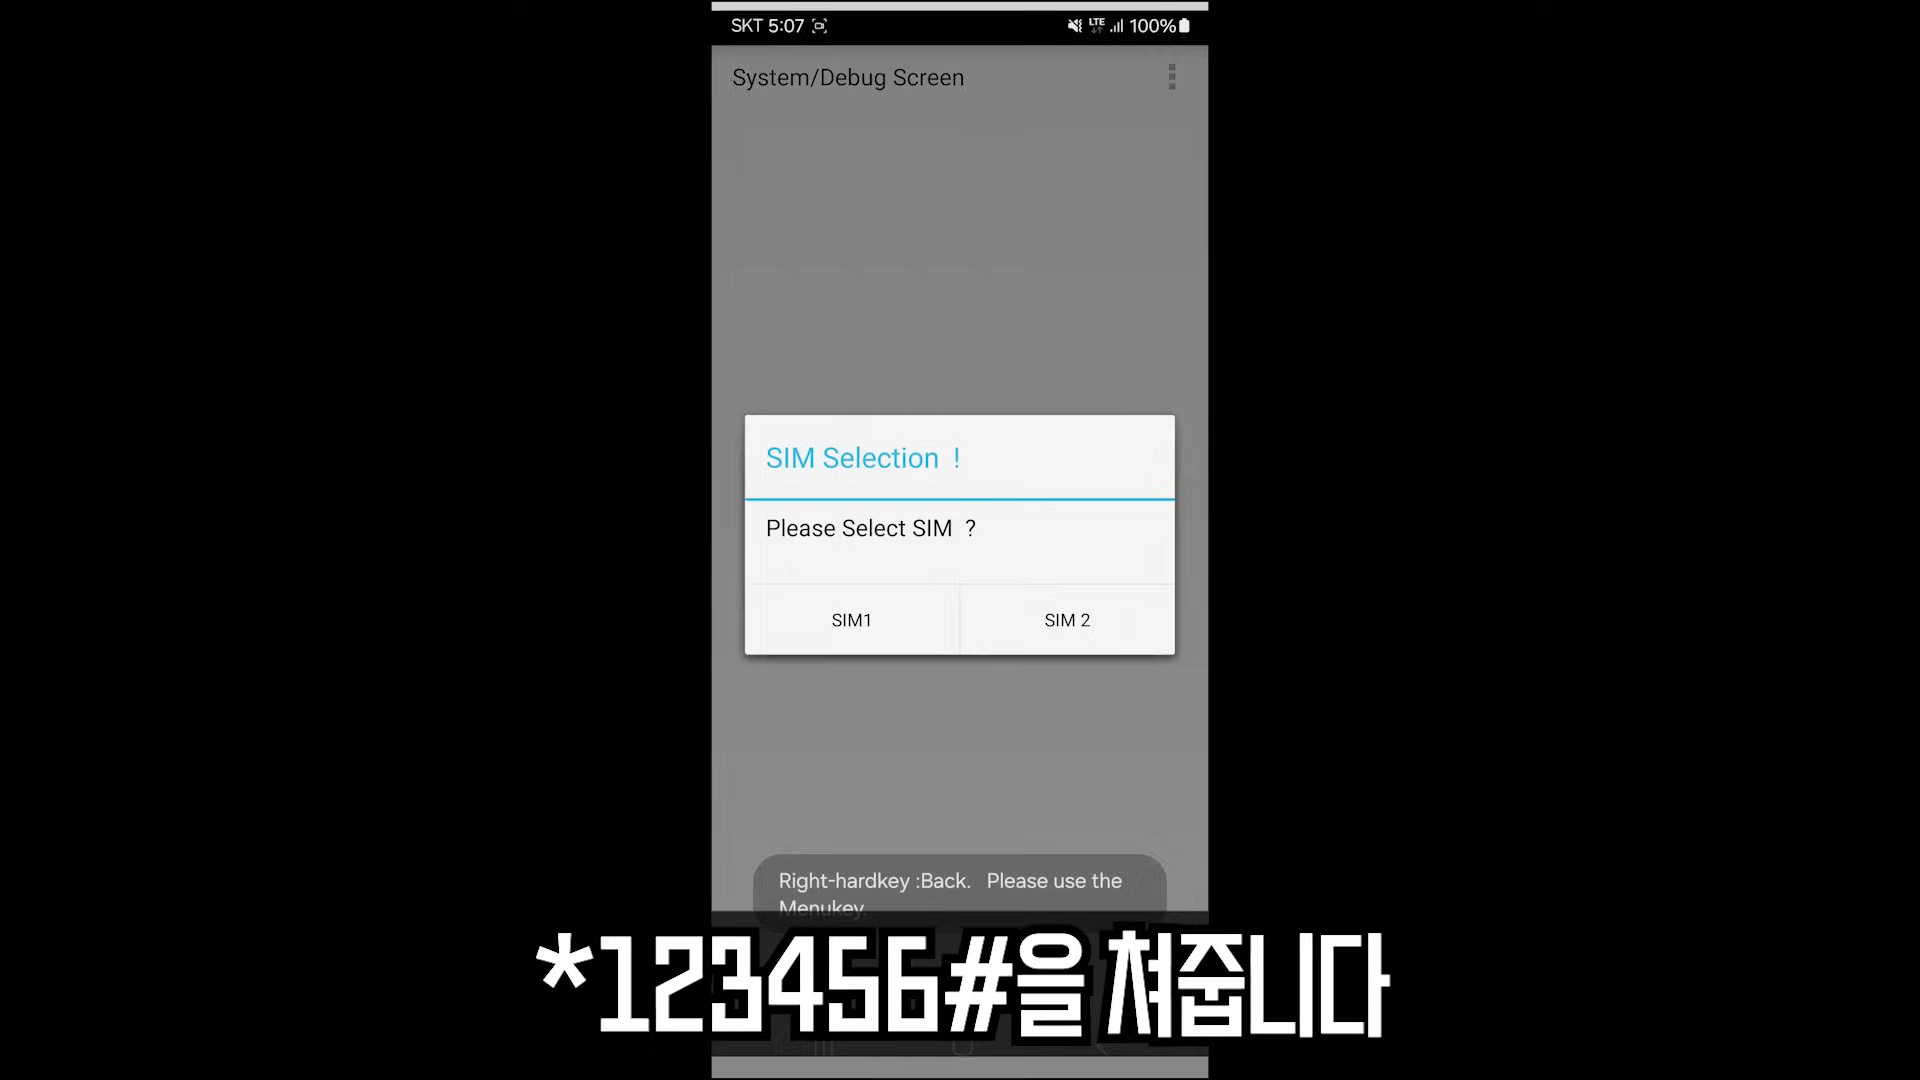 SKT 5:07 LTE 100%
System/Debug Screen
SIM Selection !
Please Select SIM ?
SIM1 SIM 2
Right-hardkey :Back. Please use the
Menukey.
*123456#을 쳐줍니다